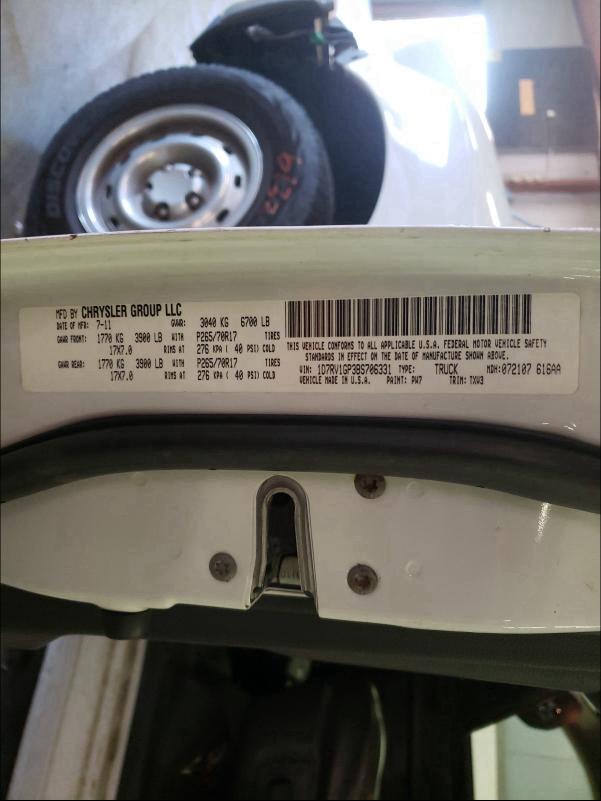 DISCOV
6133
MFD BY CHRYSLER GROUP LLC
DATE OF MFD: 7-11 GVWR: 3040 KG 6700 LB
GAWR FRONT: 1770 KG 3900 LB WITH P265/70R17 TIRES
17X7.0 RIMS AT 276 KPA ( 40 PSI) COLD
GAWR REAR: 1770 KG 3900 LB WITH P265/70R17 TIRES
17X7.0 RIMS AT 276 KPA ( 40 PSI) COLD
THIS VEHICLE CONFORMS TO ALL APPLICABLE U.S.A. FEDERAL MOTOR VEHICLE SAFETY
STANDARDS IN EFFECT ON THE DATE OF MANUFACTURE SHOWN ABOVE.
VIN: 1D7RV1GP3BS706331 TYPE: TRUCK MDH: 072107 616AA
VEHICLE MADE IN U.S.A. PAINT: PW7 TRIM: TXV3